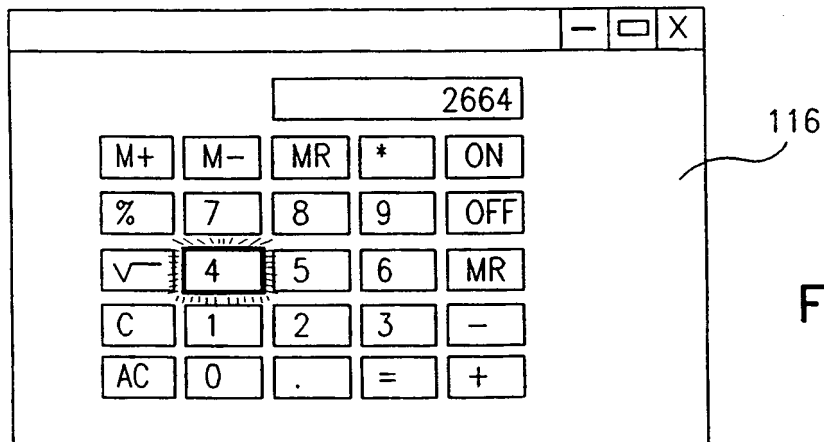 — ▭ X
2664
116
M+ M- MR * ON
% 7 8 9 OFF
√ 4 5 6 MR
C 1 2 3 -
AC 0 . = +
F